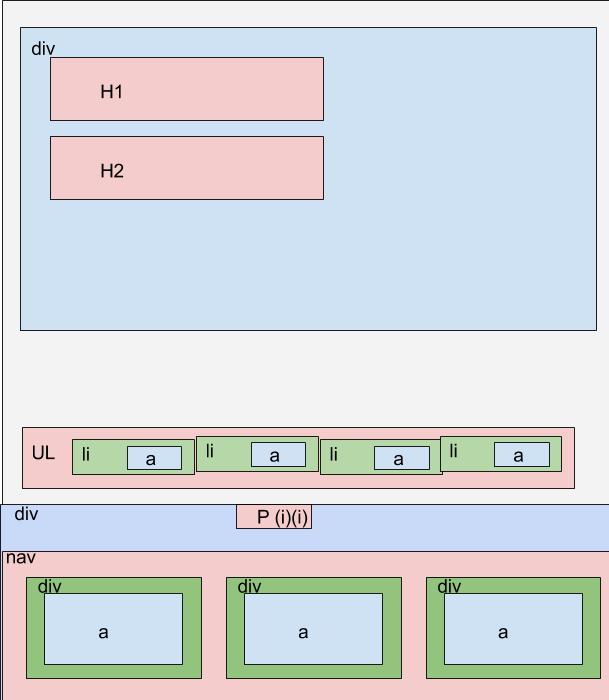 div
H1
H2
UL li a li a li a li a
div P (i)(i)
nav
div div div
a a a